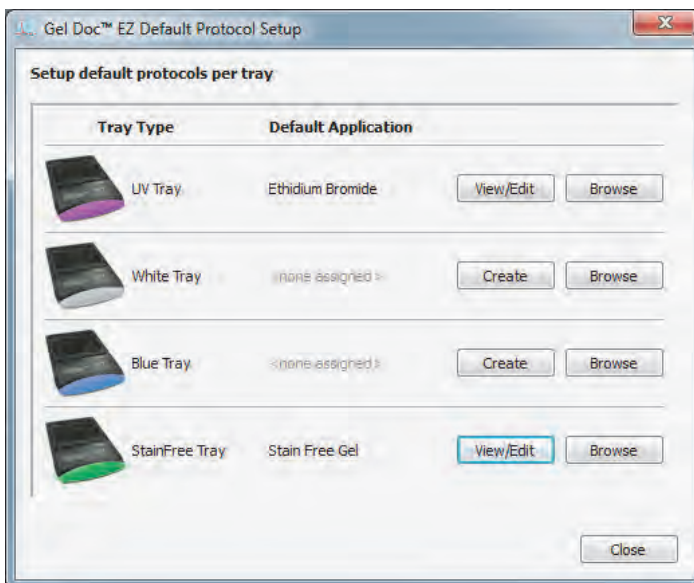 Gel Doc™ EZ Default Protocol Setup
Setup default protocols per tray
Tray Type Default Application
UV Tray Ethidium Bromide View/Edit Browse
White Tray <none assigned> Create Browse
Blue Tray <none assigned> Create Browse
StainFree Tray Stain Free Gel View/Edit Browse
Close